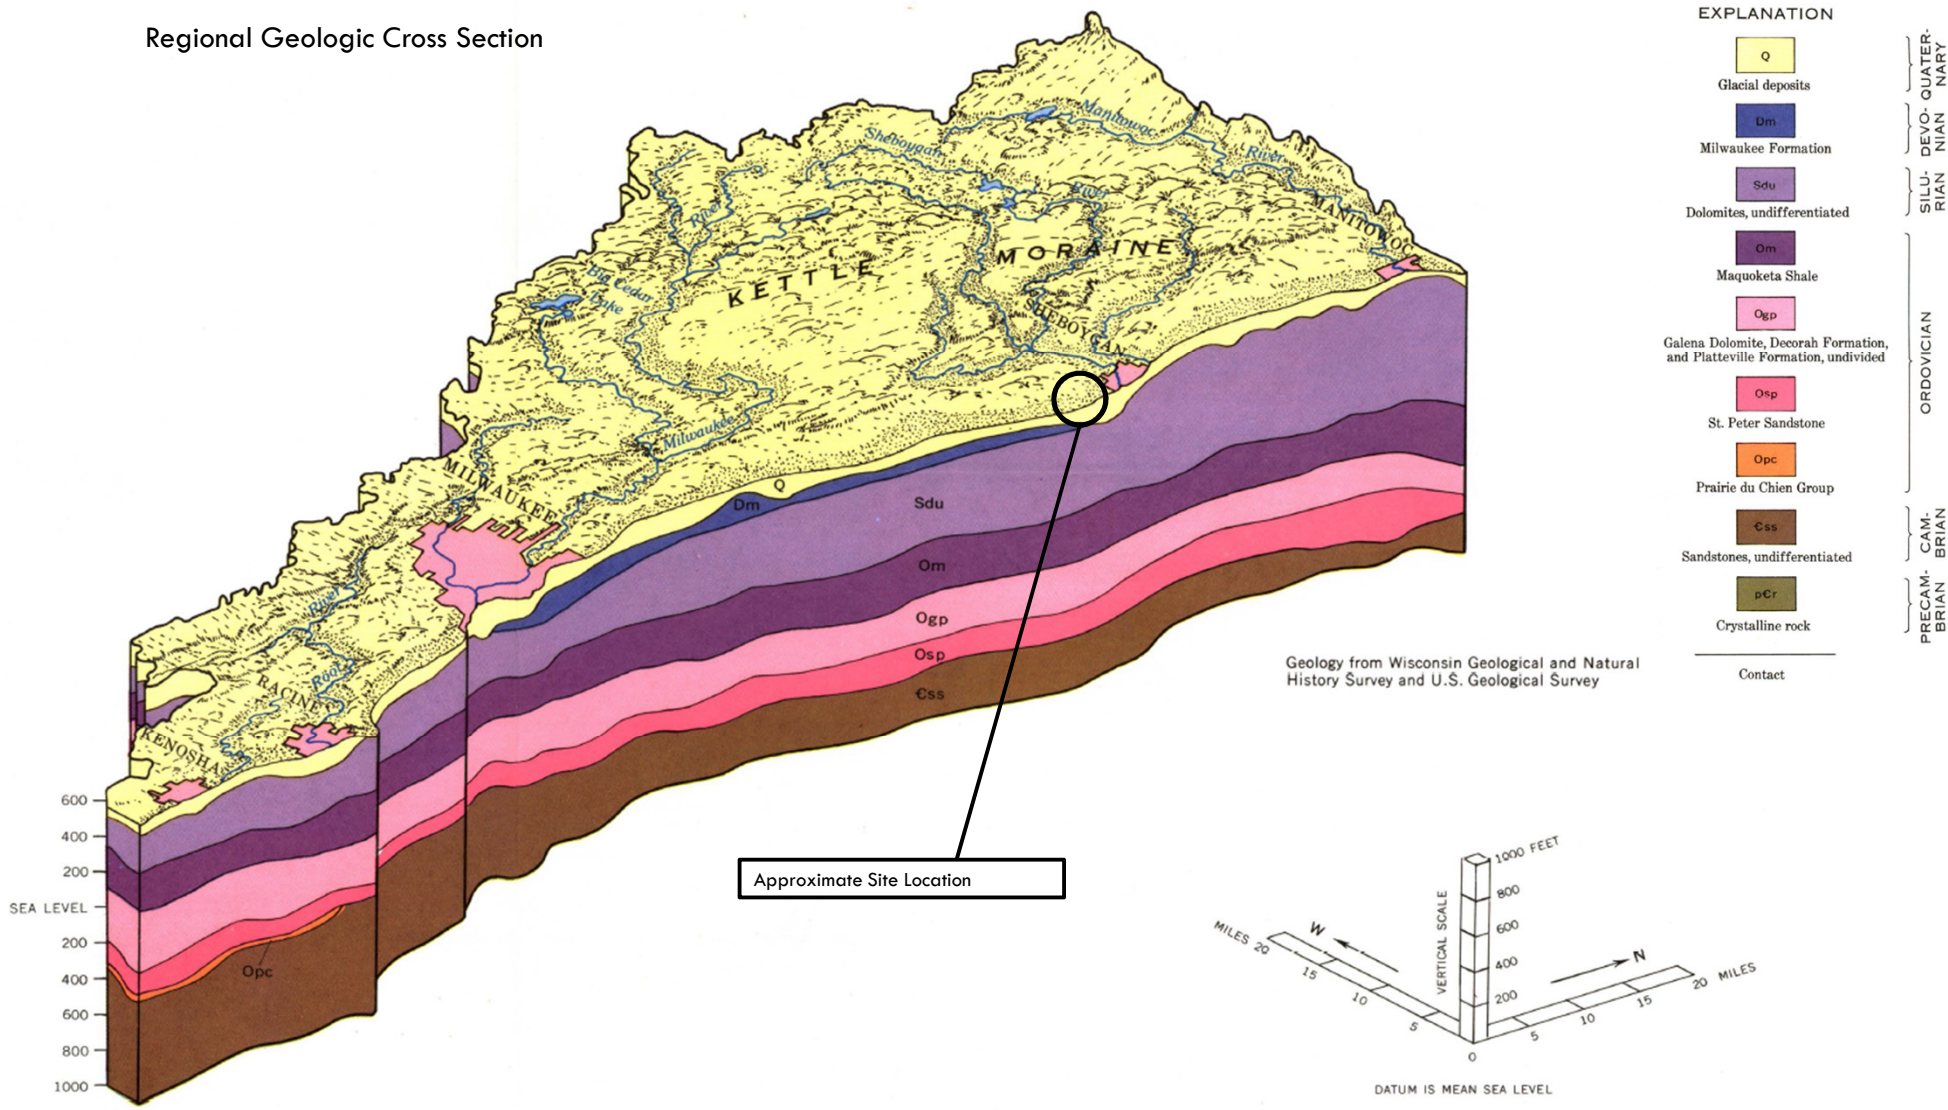 Regional Geologic Cross Section
EXPLANATION
Q
Glacial deposits
QUATER-
NARY
Dm
Milwaukee Formation
DEVO-
NIAN
Sdu
Dolomites, undifferentiated
SILU-
RIAN
Om
Maquoketa Shale
Ogp
Galena Dolomite, Decorah Formation,
and Platteville Formation, undivided
Osp
St. Peter Sandstone
Opc
Prairie du Chien Group
ORDOVICIAN
Єss
Sandstones, undifferentiated
CAM-
BRIAN
pЄr
Crystalline rock
PRECAM-
BRIAN
Contact
Manitowoc
River
Sheboygan
River
MANITOWOC
River
KETTLE
MORAINE
Big Cedar
Lake
SHEBOYGAN
Milwaukee
MILWAUKEE
River
Root
RACINE
KENOSHA
Q
Dm
Sdu
Om
Ogp
Osp
Єss
Opc
600
400
200
SEA LEVEL
200
400
600
800
1000
Approximate Site Location
Geology from Wisconsin Geological and Natural
History Survey and U.S. Geological Survey
1000 FEET
800
600
400
200
VERTICAL SCALE
W
MILES 20
15
10
5
0
N
5
10
15
20 MILES
DATUM IS MEAN SEA LEVEL